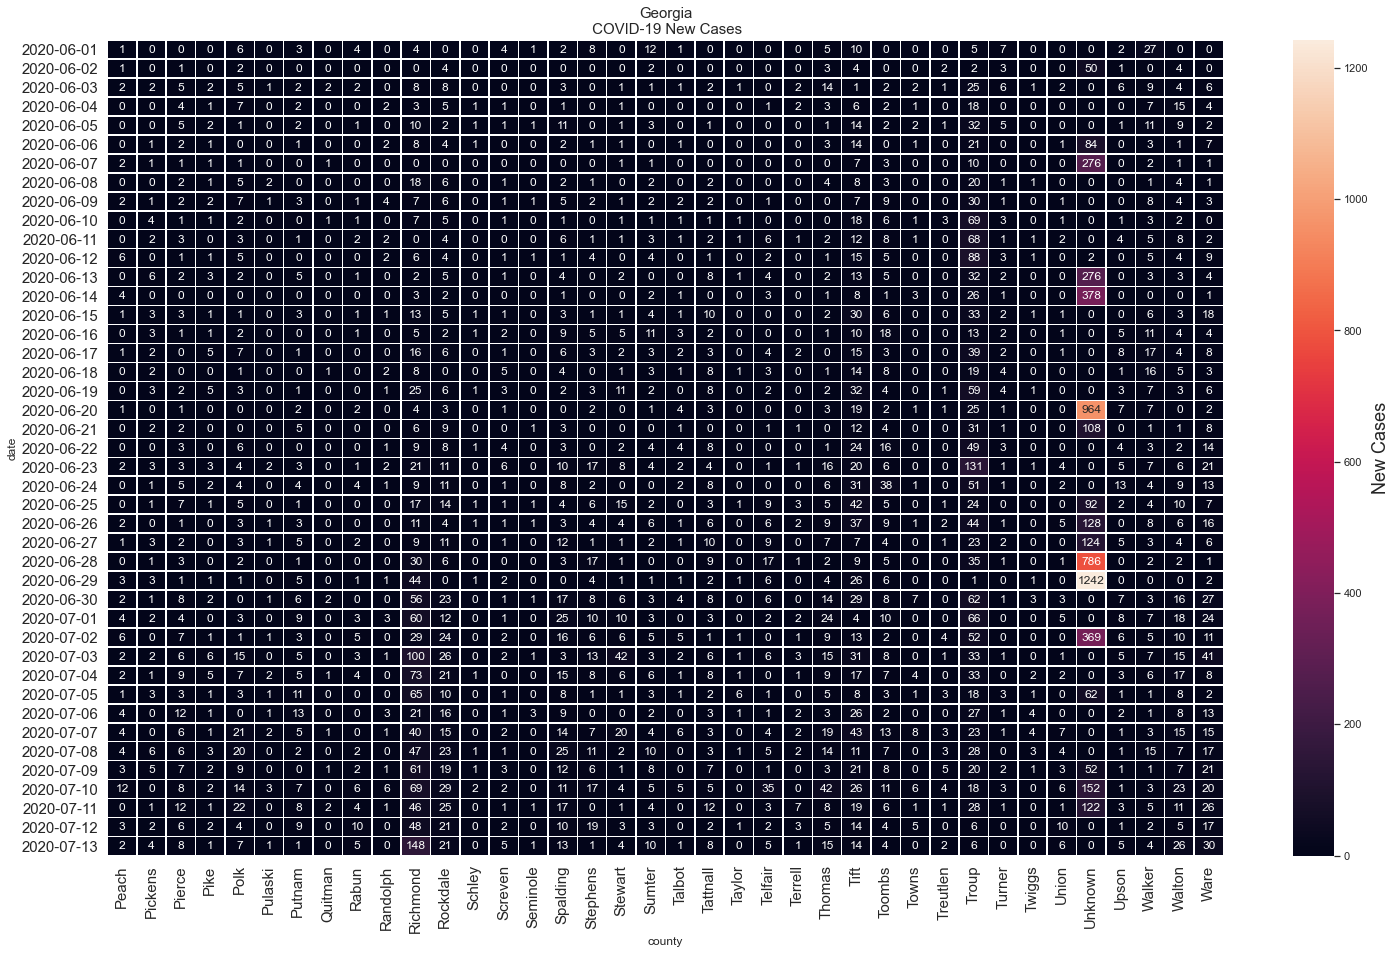 Georgia
COVID-19 New Cases
2020-06-01 1 0 0 0 6 0 3 0 4 0 4 0 0 4 1 2 8 0 12 1 0 0 0 0 5 10 0 0 0 5 7 0 0 0 2 27 0 0
2020-06-02 1 0 1 0 2 0 0 0 0 0 0 4 0 0 0 0 0 0 2 0 0 0 0 0 3 4 0 0 2 2 3 0 0 50 1 0 4 0
2020-06-03 2 2 5 2 5 1 2 2 2 0 8 8 0 0 0 3 0 1 1 1 2 1 0 2 14 1 2 2 1 25 6 1 2 0 6 9 4 6
2020-06-04 0 0 4 1 7 0 2 0 0 2 3 5 1 1 0 1 0 1 0 0 0 0 1 2 3 6 2 1 0 18 0 0 0 0 0 7 15 4
2020-06-05 0 0 5 2 1 0 2 0 1 0 10 2 1 1 1 11 0 1 3 0 1 0 0 0 1 14 2 2 1 32 5 0 0 0 1 11 9 2
2020-06-06 0 1 2 1 0 0 1 0 0 2 8 4 1 0 0 2 1 1 0 1 0 0 0 0 3 14 0 1 0 21 0 0 1 84 0 3 1 7
2020-06-07 2 1 1 1 1 0 0 1 0 0 0 0 0 0 0 0 0 1 1 0 0 0 0 0 0 7 3 0 0 10 0 0 0 276 0 2 1 1
2020-06-08 0 0 2 1 5 2 0 0 0 0 18 6 0 1 0 2 1 0 2 0 2 0 0 0 4 8 3 0 0 20 1 1 0 0 0 1 4 1
2020-06-09 2 1 2 2 7 1 3 0 1 4 7 6 0 1 1 5 2 1 2 2 2 0 1 0 0 7 9 0 0 30 1 0 0 0 0 8 4 3
2020-06-10 0 4 1 1 2 0 0 1 1 0 7 5 0 1 0 1 0 1 1 1 1 1 0 0 0 18 6 1 3 69 3 0 1 0 1 3 2 0
2020-06-11 0 2 3 0 3 0 1 0 2 2 0 4 0 0 0 6 1 1 3 1 2 1 6 1 2 12 8 1 0 68 1 1 2 0 4 5 8 2
2020-06-12 6 0 1 1 5 0 0 0 0 2 6 4 0 1 1 1 4 0 4 0 1 0 2 0 1 15 5 0 0 88 3 1 0 2 0 5 4 9
2020-06-13 0 6 2 3 2 0 5 0 1 0 2 5 0 1 0 4 0 2 0 0 8 1 4 0 2 13 5 0 0 32 2 0 0 276 0 3 3 4
2020-06-14 4 0 0 0 0 0 0 0 0 0 3 2 0 0 0 1 0 0 2 1 0 0 3 0 1 8 1 3 0 26 1 0 0 378 0 0 0 1
2020-06-15 1 3 3 1 1 0 3 0 1 1 13 5 1 1 0 3 1 1 4 1 10 0 0 0 2 30 6 0 0 33 2 1 1 0 0 6 3 18
2020-06-16 0 3 1 1 2 0 0 0 1 0 5 2 1 2 0 9 5 5 11 3 2 0 0 0 1 10 18 0 0 13 2 0 1 0 5 11 4 4
2020-06-17 1 2 0 5 7 0 1 0 0 0 16 6 0 1 0 6 3 2 3 2 3 0 4 2 0 15 3 0 0 39 2 0 1 0 8 17 4 8
2020-06-18 0 2 0 0 1 0 0 1 0 2 8 0 0 5 0 4 0 1 3 1 8 1 3 0 1 14 8 0 0 19 4 0 0 0 1 16 5 3
2020-06-19 0 3 2 5 3 0 1 0 0 1 25 6 1 3 0 2 3 11 2 0 8 0 2 0 2 32 4 0 1 59 4 1 0 0 3 7 3 6
2020-06-20 1 0 1 0 0 0 2 0 2 0 4 3 0 1 0 0 2 0 1 4 3 0 0 0 3 19 2 1 1 25 1 0 0 964 7 7 0 2
2020-06-21 0 2 2 0 0 0 5 0 0 0 6 9 0 0 1 3 0 0 0 0 0 0 1 1 0 12 4 0 0 31 1 0 0 108 0 1 1 8
2020-06-22 0 0 3 0 6 0 0 0 0 1 9 8 1 4 0 3 0 2 4 4 8 0 0 0 1 24 16 0 0 49 3 0 0 0 4 3 2 14
2020-06-23 2 3 3 3 4 2 3 0 1 2 21 11 0 6 0 10 17 8 4 2 4 0 1 1 16 20 6 0 0 131 1 1 4 0 5 7 6 21
2020-06-24 0 1 5 2 4 0 4 0 4 1 9 11 0 1 0 8 2 0 0 2 8 0 0 0 6 31 38 1 0 51 1 0 2 0 13 4 9 13
2020-06-25 0 1 7 1 5 0 1 0 0 0 17 14 1 1 1 4 6 15 2 1 3 1 9 3 5 42 5 0 1 24 0 0 0 92 2 4 10 7
2020-06-26 2 0 1 0 3 1 3 0 0 0 11 4 1 1 1 3 4 4 6 1 6 0 6 2 9 37 9 1 2 44 1 0 5 128 0 8 6 16
2020-06-27 1 3 2 0 3 1 5 0 2 0 9 11 0 1 0 12 1 1 2 1 10 0 9 0 7 7 4 0 1 23 2 0 0 124 5 3 4 6
2020-06-28 0 1 3 0 2 0 1 0 0 0 30 6 0 0 0 3 17 1 0 0 9 0 17 1 2 9 5 0 0 35 1 0 1 786 0 2 2 1
2020-06-29 3 3 1 1 1 0 5 0 1 1 44 0 1 2 0 0 4 1 1 1 2 1 6 0 4 26 6 0 0 1 0 1 0 1242 0 0 0 2
2020-06-30 2 1 8 2 0 1 6 2 0 0 56 23 0 1 1 17 8 6 3 4 8 0 6 0 14 29 8 7 0 62 1 3 3 0 7 3 16 27
2020-07-01 4 2 4 0 3 0 9 0 3 3 60 12 0 1 0 25 10 10 3 0 3 0 2 2 24 4 10 0 0 66 0 0 5 0 8 7 18 24
2020-07-02 6 0 7 1 1 1 3 0 5 0 29 24 0 2 0 16 6 6 5 5 1 1 0 1 9 13 2 0 4 52 0 0 0 369 6 5 10 11
2020-07-03 2 2 6 6 15 0 5 0 3 1 100 26 0 2 1 3 13 42 3 2 6 1 6 3 15 31 8 0 1 33 1 0 1 0 5 7 15 41
2020-07-04 2 1 9 5 7 2 5 1 4 0 73 21 1 0 0 15 8 6 6 1 8 1 0 1 9 17 7 4 0 33 0 2 2 0 3 6 17 8
2020-07-05 1 3 3 1 3 1 11 0 0 0 65 10 0 1 0 8 1 1 3 1 2 6 1 0 5 8 3 1 3 18 3 1 0 62 1 1 8 2
2020-07-06 4 0 12 1 0 1 13 0 0 3 21 16 0 1 3 9 0 0 2 0 3 1 1 2 3 26 2 0 0 27 1 4 0 0 2 1 8 13
2020-07-07 4 0 6 1 21 2 5 1 0 1 40 15 0 2 0 14 7 20 4 6 3 0 4 2 19 43 13 8 3 23 1 4 7 0 1 3 15 15
2020-07-08 4 6 6 3 20 0 2 0 2 0 47 23 1 1 0 25 11 2 10 0 3 1 5 2 14 11 7 0 3 28 0 3 4 0 1 15 7 17
2020-07-09 3 5 7 2 9 0 0 1 2 1 61 19 1 3 0 12 6 1 8 0 7 0 1 0 3 21 8 0 5 20 2 1 3 52 1 1 7 21
2020-07-10 12 0 8 2 14 3 7 0 6 6 69 29 2 2 0 11 17 4 5 5 5 0 35 0 42 26 11 6 4 18 3 0 6 152 1 3 23 20
2020-07-11 0 1 12 1 22 0 8 2 4 1 46 25 0 1 1 17 0 1 4 0 12 0 3 7 8 19 6 1 1 28 1 0 1 122 3 5 11 26
2020-07-12 3 2 6 2 4 0 9 0 10 0 48 21 0 2 0 10 19 3 3 0 2 1 2 3 5 14 4 5 0 6 0 0 10 0 1 2 5 17
2020-07-13 2 4 8 1 7 1 1 0 5 0 148 21 0 5 1 13 1 4 10 1 8 0 5 1 15 14 4 0 2 6 0 0 6 0 5 4 26 30
date
Peach Pickens Pierce Pike Polk Pulaski Putnam Quitman Rabun Randolph Richmond Rockdale Schley Screven Seminole Spalding Stephens Stewart Sumter Talbot Tattnall Taylor Telfair Terrell Thomas Tift Toombs Towns Treutlen Troup Turner Twiggs Union Unknown Upson Walker Walton Ware
county
1200
1000
800
600
400
200
0
New Cases